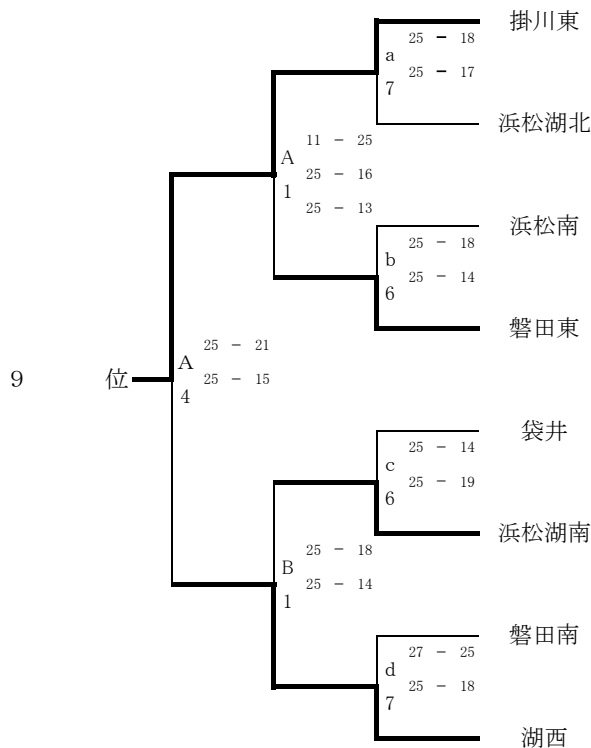 掛川東
25 － 18
a
25 － 17
7
浜松湖北
11 － 25
A
25 － 16
1
25 － 13
浜松南
25 － 18
b
25 － 14
6
磐田東
25 － 21
9 位
A
25 － 15
4
袋井
25 － 14
c
25 － 19
6
浜松湖南
25 － 18
B
25 － 14
1
磐田南
27 － 25
d
25 － 18
7
湖西